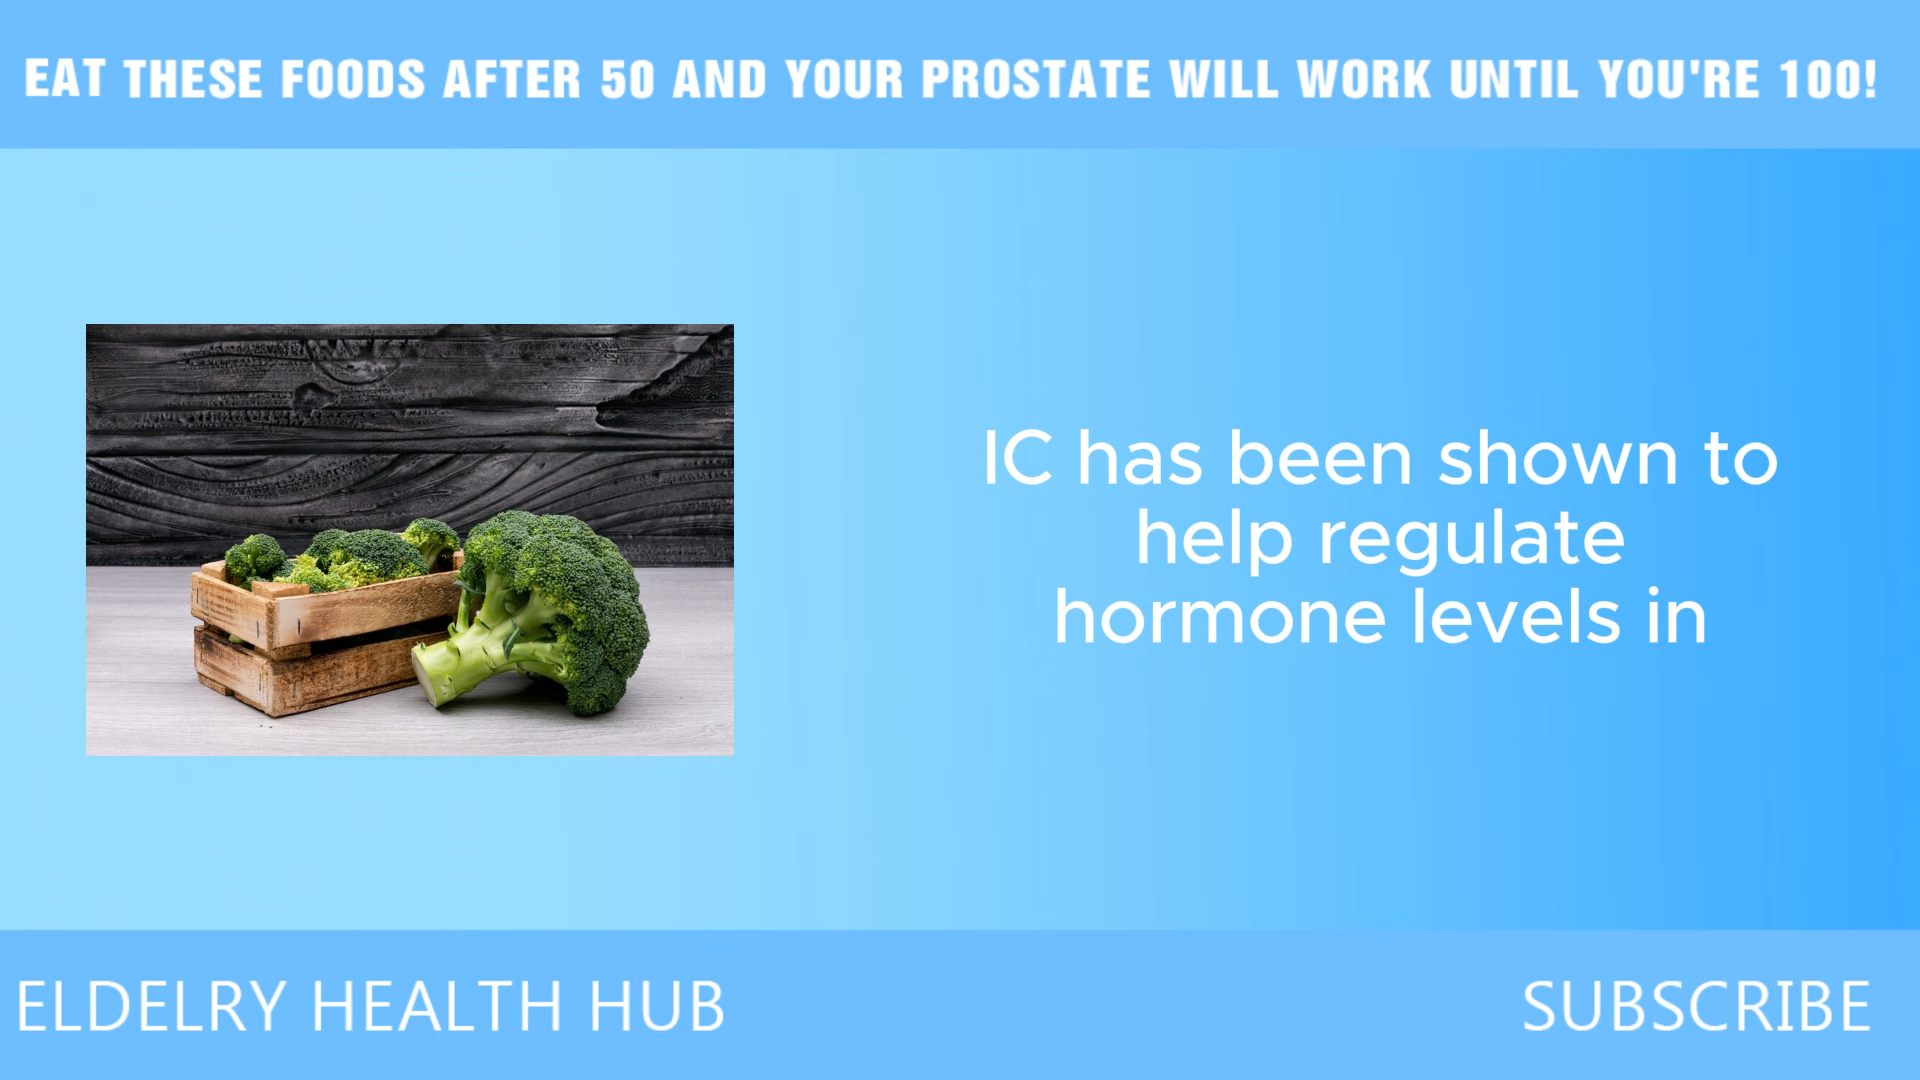 EAT THESE FOODS AFTER 50 AND YOUR PROSTATE WILL WORK UNTIL YOU'RE 100!
IC has been shown to
help regulate
hormone levels in
ELDELRY HEALTH HUB
SUBSCRIBE